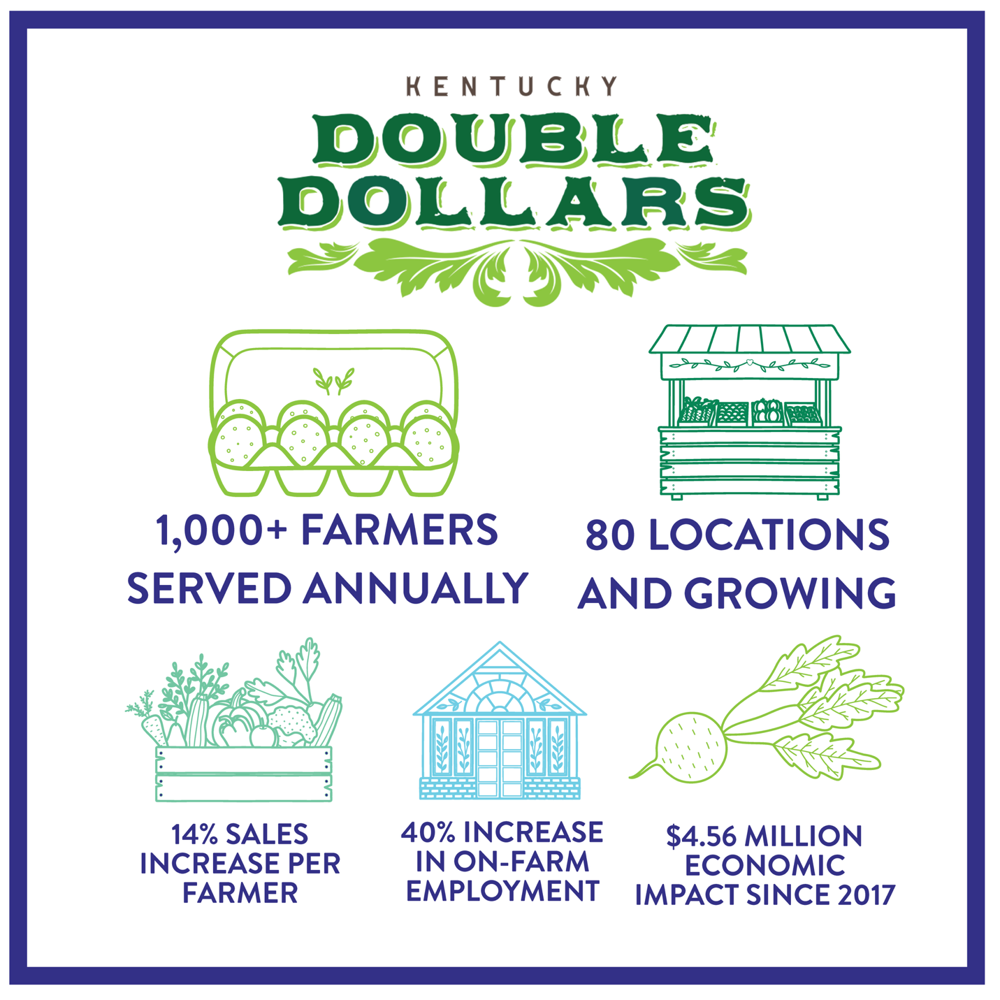 KENTUCKY
DOUBLE
DOLLARS
1,000+ FARMERS
SERVED ANNUALLY
80 LOCATIONS
AND GROWING
14% SALES
INCREASE PER
FARMER
40% INCREASE
IN ON-FARM
EMPLOYMENT
$4.56 MILLION
ECONOMIC
IMPACT SINCE 2017